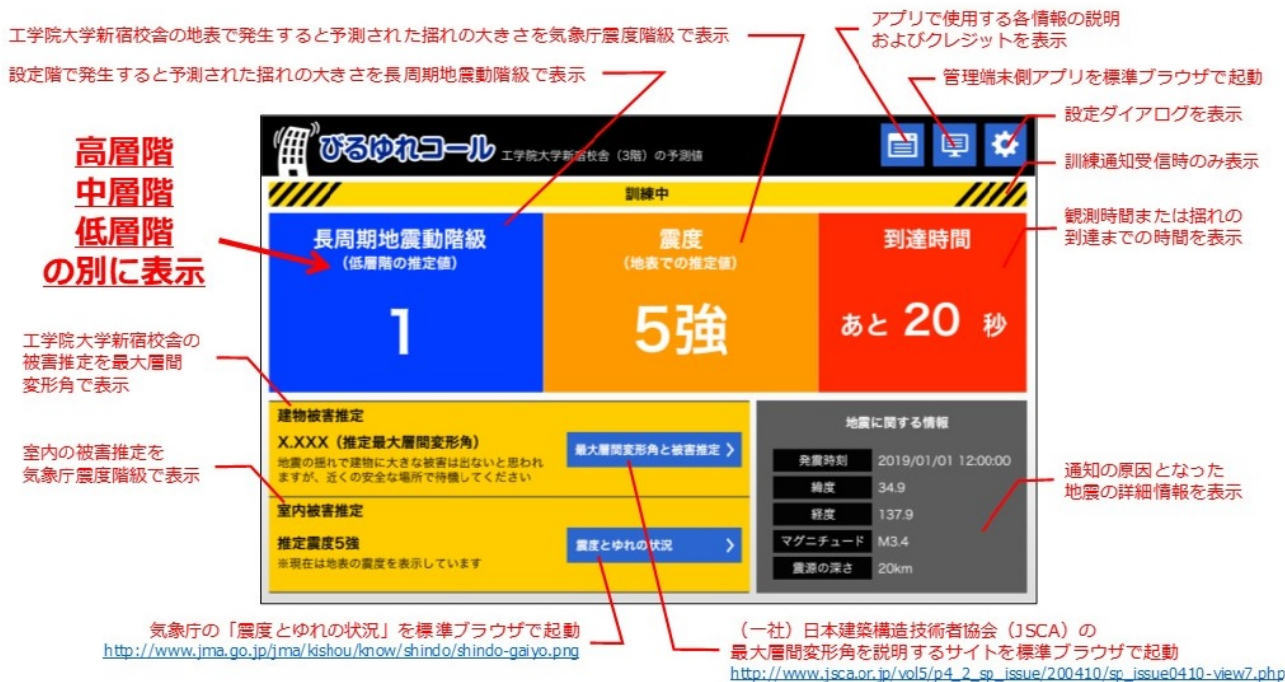 工学院大学新宿校舎の地表で発生すると予測された揺れの大きさを気象庁震度階級で表示
設定階で発生すると予測された揺れの大きさを長周期地震動階級で表示
アプリで使用する各情報の説明
およびクレジットを表示
管理端末側アプリを標準ブラウザで起動
設定ダイアログを表示
訓練通知受信時のみ表示
観測時間または揺れの
到達までの時間を表示
高層階
中層階
低層階
の別に表示
びるゆれコール 工学院大学新宿校舎（3階）の予測値
訓練中
長周期地震動階級
（低層階の推定値）
1
震度
（地表での推定値）
5強
到達時間
あと 20 秒
工学院大学新宿校舎の
被害推定を最大層間
変形角で表示
室内の被害推定を
気象庁震度階級で表示
建物被害推定
X.XXX（推定最大層間変形角）
地震の揺れで建物に大きな被害は出ないと思われ
ますが、近くの安全な場所で待機してください
最大層間変形角と被害推定
室内被害推定
推定震度5強
※現在は地表の震度を表示しています
震度とゆれの状況
地震に関する情報
発震時刻 2019/01/01 12:00:00
緯度 34.9
経度 137.9
マグニチュード M3.4
震源の深さ 20km
通知の原因となった
地震の詳細情報を表示
気象庁の「震度とゆれの状況」を標準ブラウザで起動
http://www.jma.go.jp/jma/kishou/know/shindo/shindo-gaiyo.png
（一社）日本建築構造技術者協会（JSCA）の
最大層間変形角を説明するサイトを標準ブラウザで起動
http://www.jsca.or.jp/vol5/p4_2_sp_issue/200410/sp_issue0410-view7.php